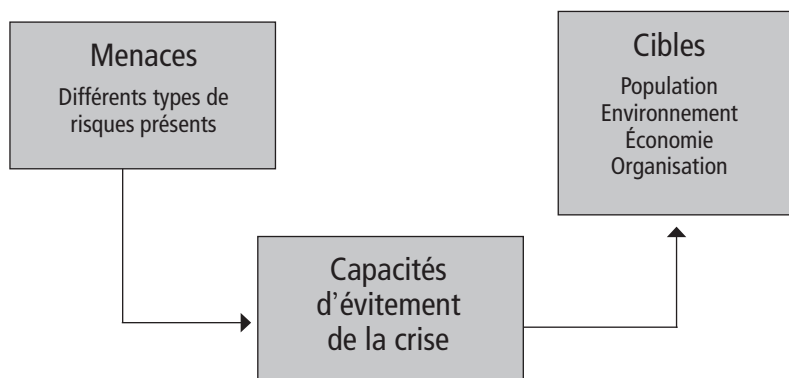 Menaces
Différents types de
risques présents
Cibles
Population
Environnement
Économie
Organisation
Capacités
d'évitement
de la crise